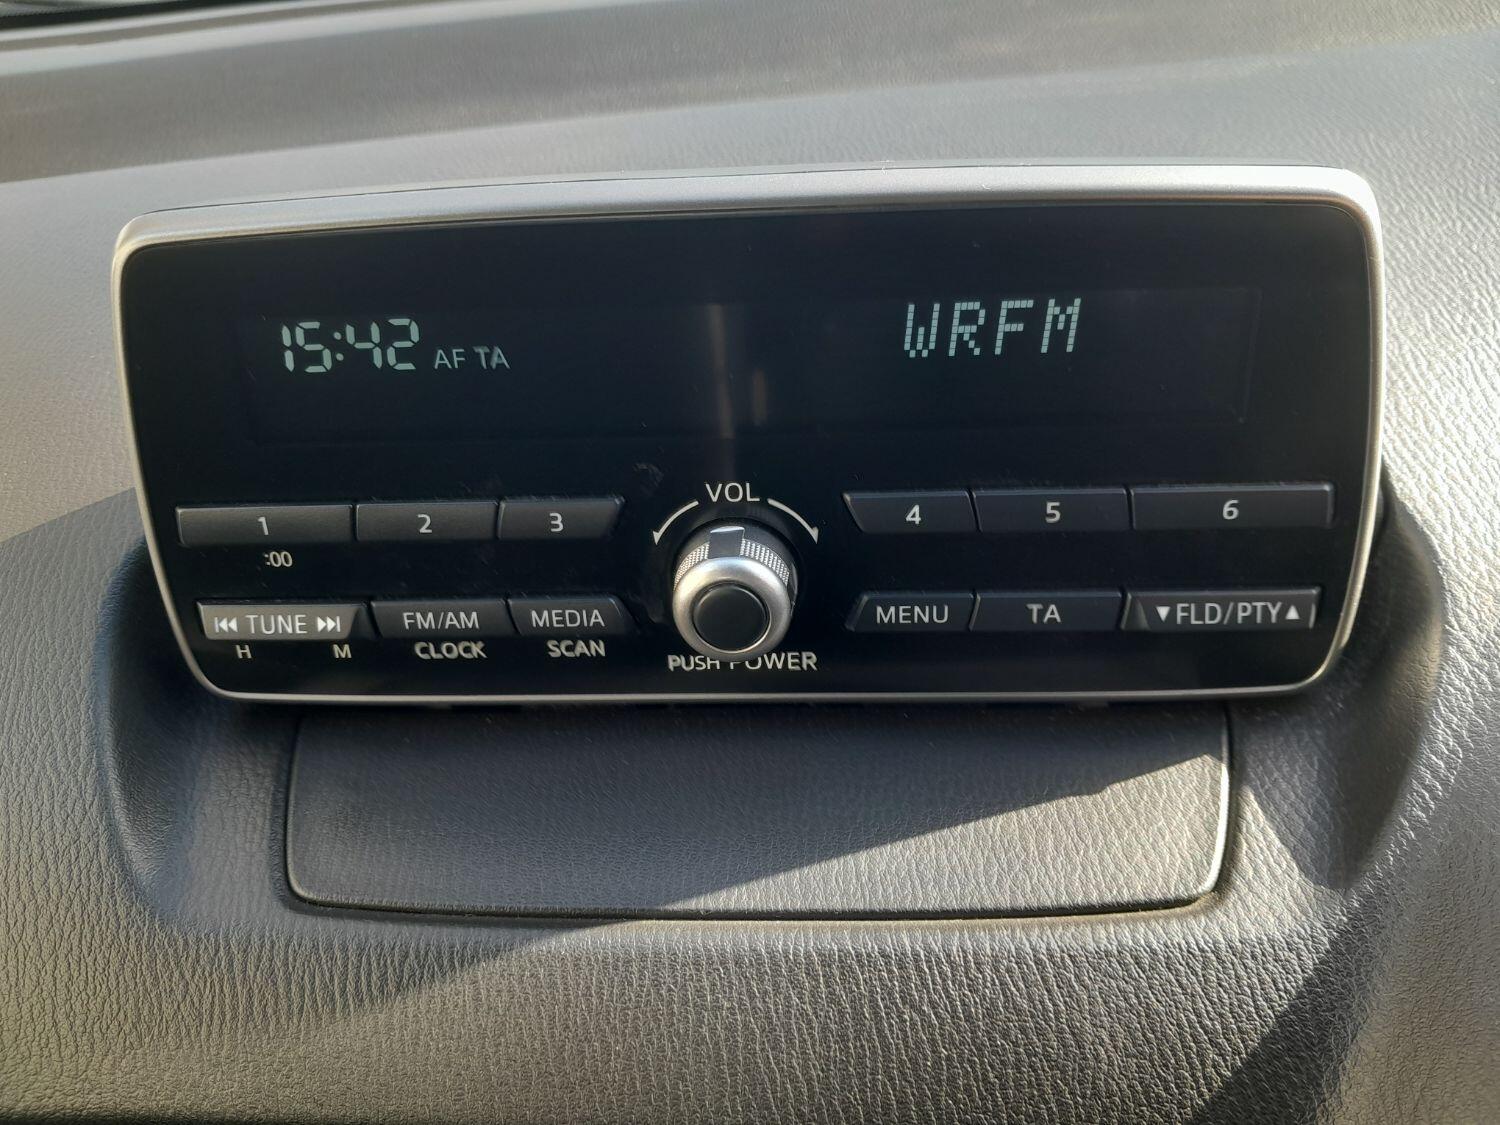 15:42 AF TA
WRFM
VOL
1 2 3 4 5 6
:00
⏮ TUNE ⏭ FM/AM MEDIA MENU TA ▼FLD/PTY▲
H M CLOCK SCAN
PUSH POWER